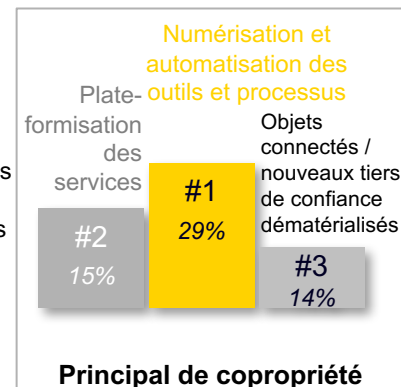 Numérisation et
automatisation des
outils et processus
Plate-
formisation
des
services
Objets
connectés /
nouveaux tiers
de confiance
dématérialisés
s
s
#1
29%
#2
15%
#3
14%
Principal de copropriété